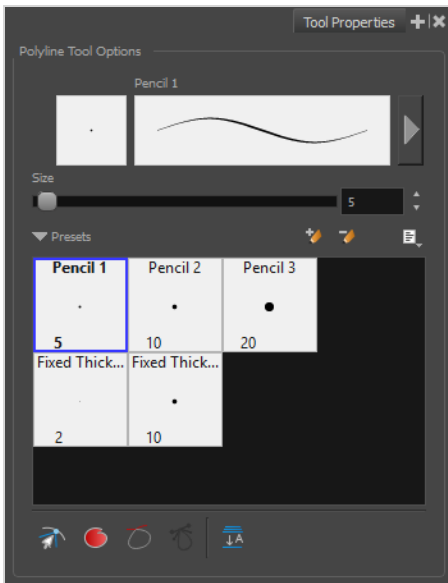 Tool Properties
Polyline Tool Options
Pencil 1
Size
5
Presets
Pencil 1 Pencil 2 Pencil 3
5 10 20
Fixed Thick... Fixed Thick...
2 10
A